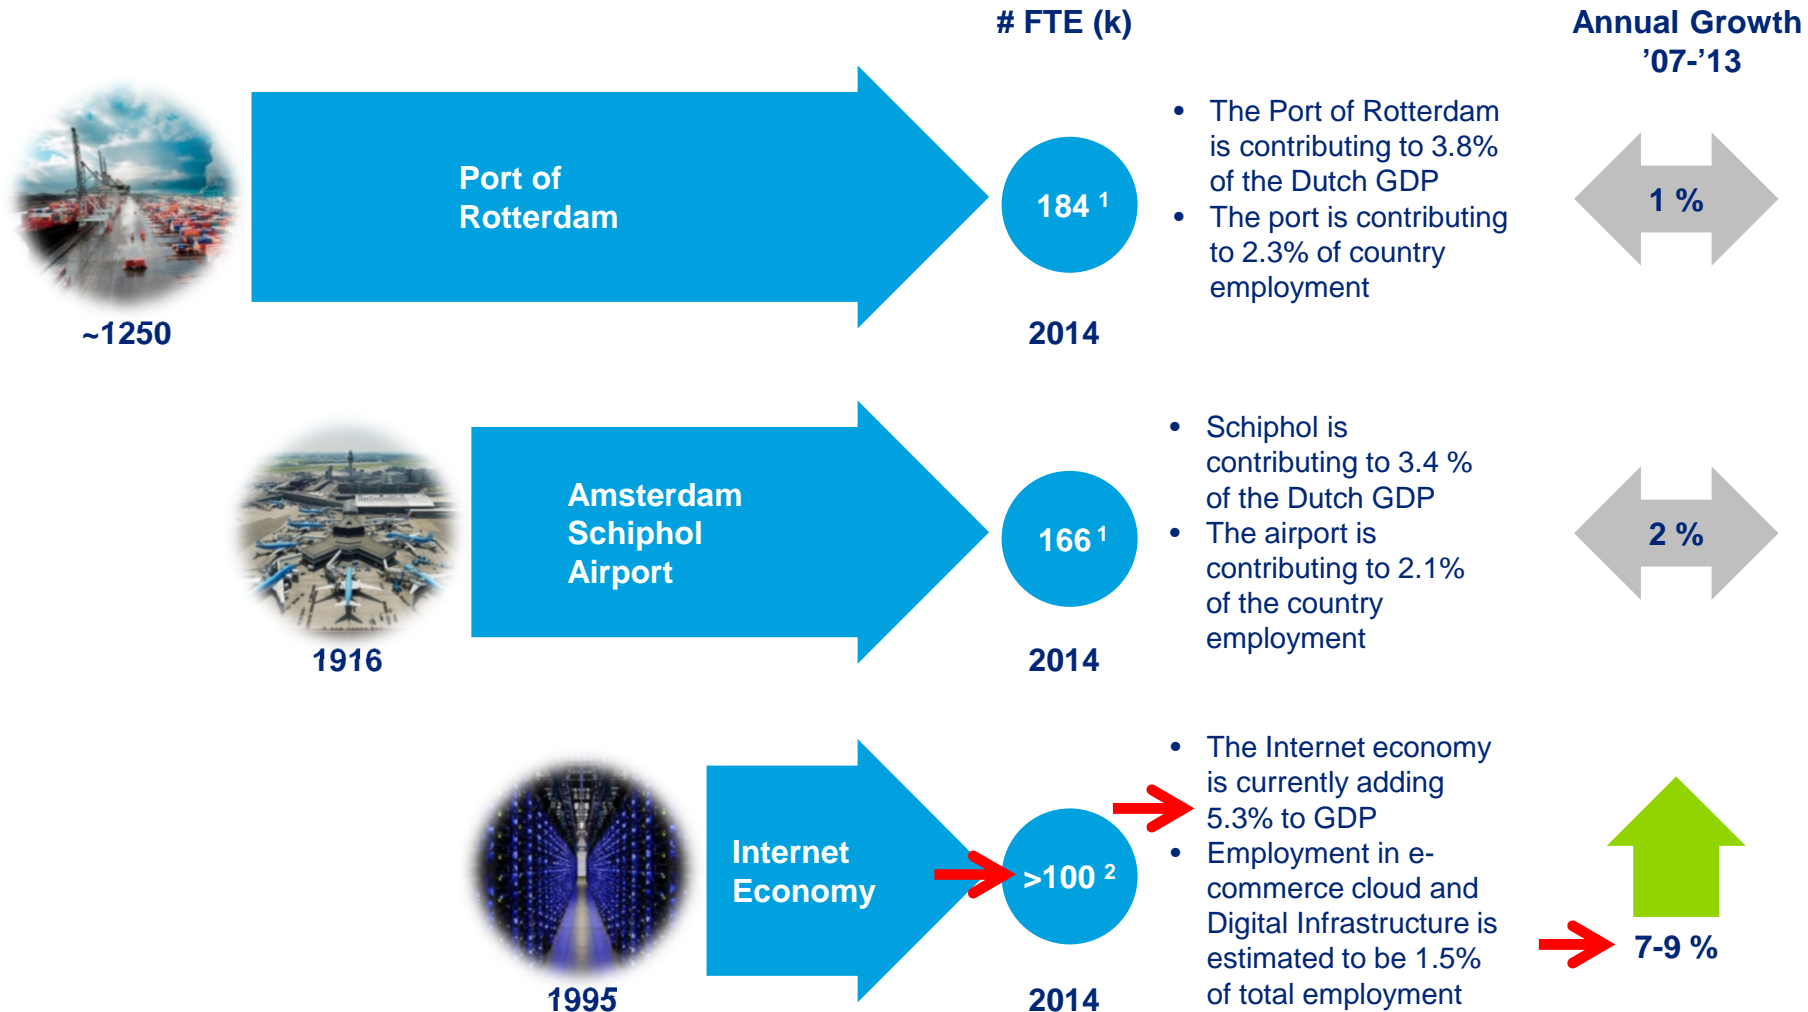 # FTE (k)
Annual Growth
’07-’13
Port of
Rotterdam
184 1
• The Port of Rotterdam
is contributing to 3.8%
of the Dutch GDP
• The port is contributing
to 2.3% of country
employment
1 %
~1250
2014
Amsterdam
Schiphol
Airport
166 1
• Schiphol is
contributing to 3.4 %
of the Dutch GDP
• The airport is
contributing to 2.1%
of the country
employment
2 %
1916
2014
Internet
Economy
>100 2
• The Internet economy
is currently adding
5.3% to GDP
• Employment in e-
commerce cloud and
Digital Infrastructure is
estimated to be 1.5%
of total employment
7-9 %
1995
2014